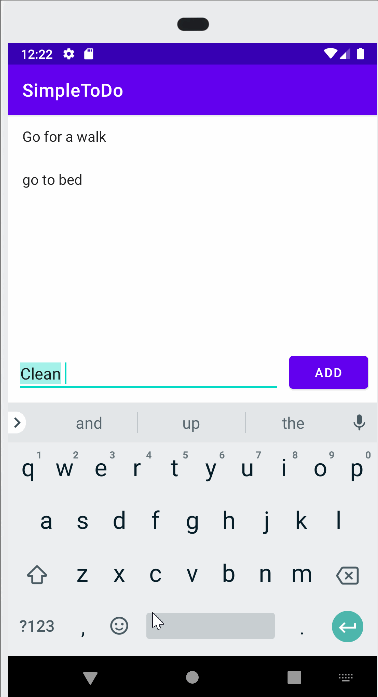 12:22
SimpleToDo
Go for a walk
go to bed
Clean
ADD
and up the
1 2 3 4 5 6 7 8 9 0
q w e r t y u i o p
a s d f g h j k l
z x c v b n m
?123 , .